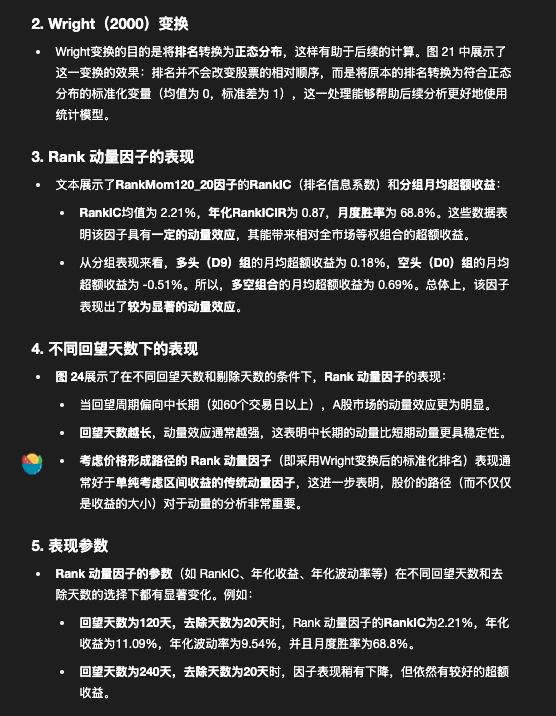 2. Wright（2000）变换
• Wright变换的目的是将排名转换为正态分布，这样有助于后续的计算。图 21 中展示了
这一变换的效果：排名并不会改变股票的相对顺序，而是将原本的排名转换为符合正态
分布的标准化变量（均值为 0，标准差为 1），这一处理能够帮助后续分析更好地使用
统计模型。
3. Rank 动量因子的表现
• 文本展示了RankMom120_20因子的RankIC（排名信息系数）和分组月均超额收益：
• RankIC均值为 2.21%，年化RankICIR为 0.87，月度胜率为 68.8%。这些数据表
明该因子具有一定的动量效应，其能带来相对全市场等权组合的超额收益。
• 从分组表现来看，多头（D9）组的月均超额收益为 0.18%，空头（D0）组的月均
超额收益为 -0.51%。所以，多空组合的月均超额收益为 0.69%。总体上，该因子
表现出了较为显著的动量效应。
4. 不同回望天数下的表现
• 图 24展示了在不同回望天数和剔除天数的条件下，Rank 动量因子的表现：
• 当回望周期偏向中长期（如60个交易日以上），A股市场的动量效应更为明显。
• 回望天数越长，动量效应通常越强，这表明中长期的动量比短期动量更具稳定性。
• 考虑价格形成路径的 Rank 动量因子（即采用Wright变换后的标准化排名）表现通
常好于单纯考虑区间收益的传统动量因子，这进一步表明，股价的路径（而不仅仅
是收益的大小）对于动量的分析非常重要。
5. 表现参数
• Rank 动量因子的参数（如 RankIC、年化收益、年化波动率等）在不同回望天数和去
除天数的选择下都有显著变化。例如：
• 回望天数为120天，去除天数为20天时，Rank 动量因子的RankIC为2.21%，年化
收益为11.09%，年化波动率为9.54%，并且月度胜率为68.8%。
• 回望天数为240天，去除天数为20天时，因子表现稍有下降，但依然有较好的超额
收益。